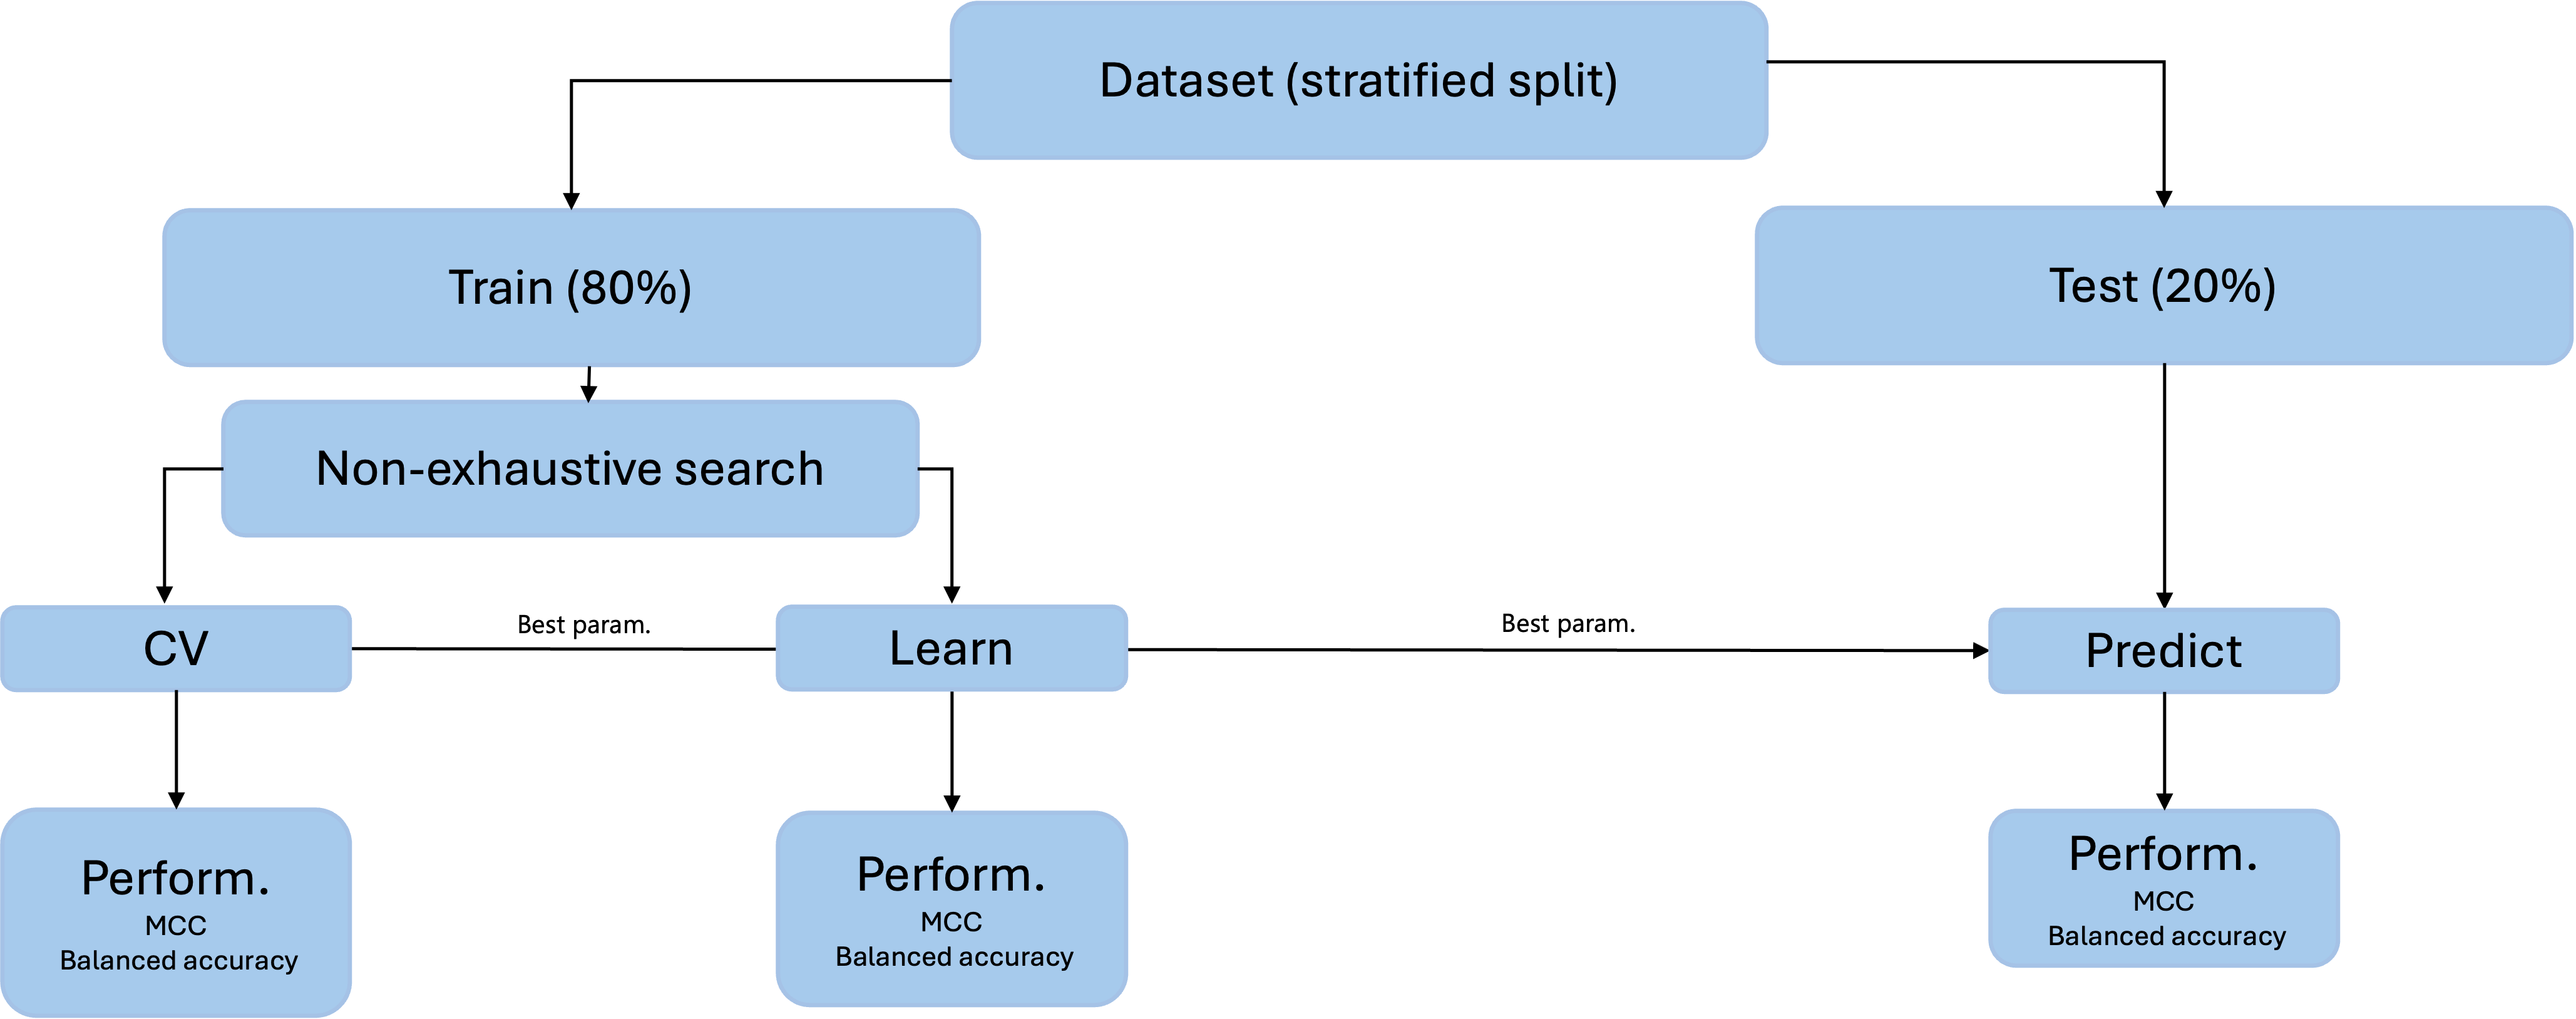 Dataset (stratified split)
Train (80%)
Test (20%)
Non-exhaustive search
CV
Best param.
Learn
Best param.
Predict
Perform.
MCC
Balanced accuracy
Perform.
MCC
Balanced accuracy
Perform.
MCC
Balanced accuracy